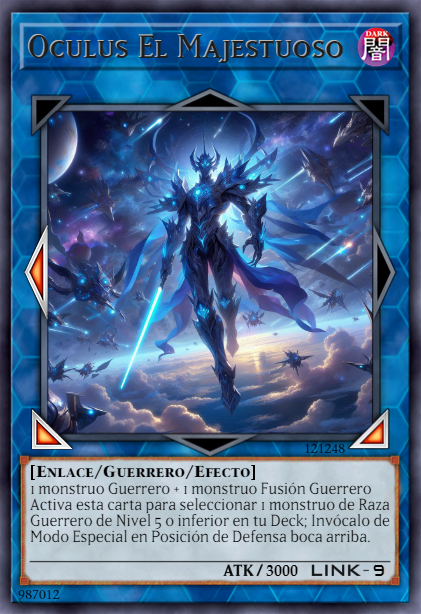 Oculus El Majestuoso
DARK
闇
121248
[Enlace/Guerrero/Efecto]
1 monstruo Guerrero + 1 monstruo Fusión Guerrero
Activa esta carta para seleccionar 1 monstruo de Raza
Guerrero de Nivel 5 o inferior en tu Deck; Invócalo de
Modo Especial en Posición de Defensa boca arriba.
ATK / 3000 LINK-9
987012